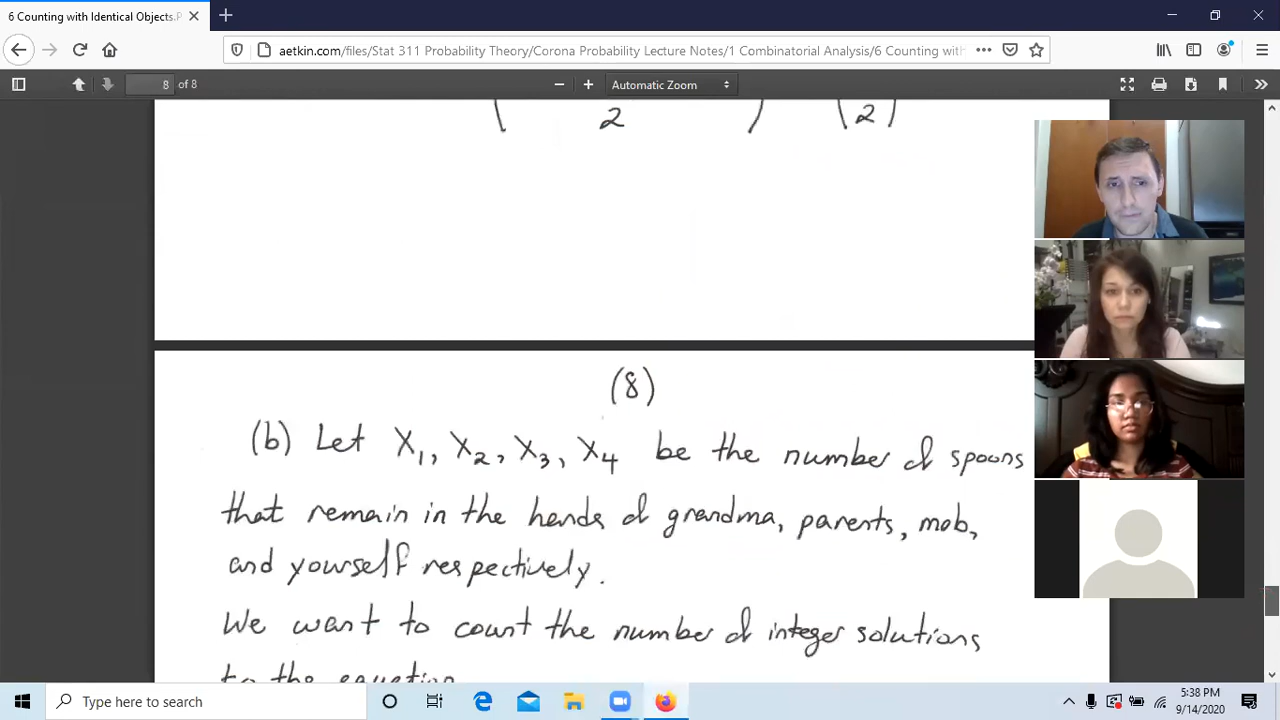 6 Counting with Identical Objects.P
aetkin.com/files/Stat 311 Probability Theory/Corona Probability Lecture Notes/1 Combinatorial Analysis/6 Counting with
8 of 8
Automatic Zoom
( 2 ) (2)
(8)
(b) Let X1, X2, X3, X4 be the number of spoons
that remain in the hands of grandma, parents, mob,
and yourself respectively.
We want to count the number of integer solutions
to the equation
Type here to search
5:38 PM
9/14/2020